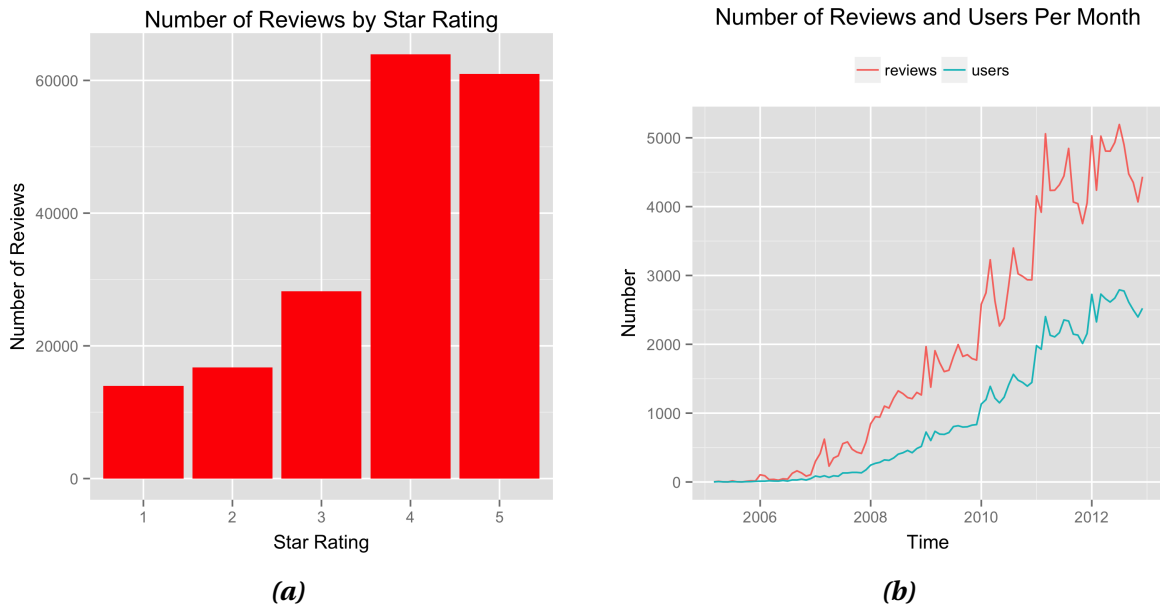 Number of Reviews by Star Rating
Number of Reviews
60000
40000
20000
0
1 2 3 4 5
Star Rating
(a)
Number of Reviews and Users Per Month
reviews users
Number
5000
4000
3000
2000
1000
0
2006 2008 2010 2012
Time
(b)